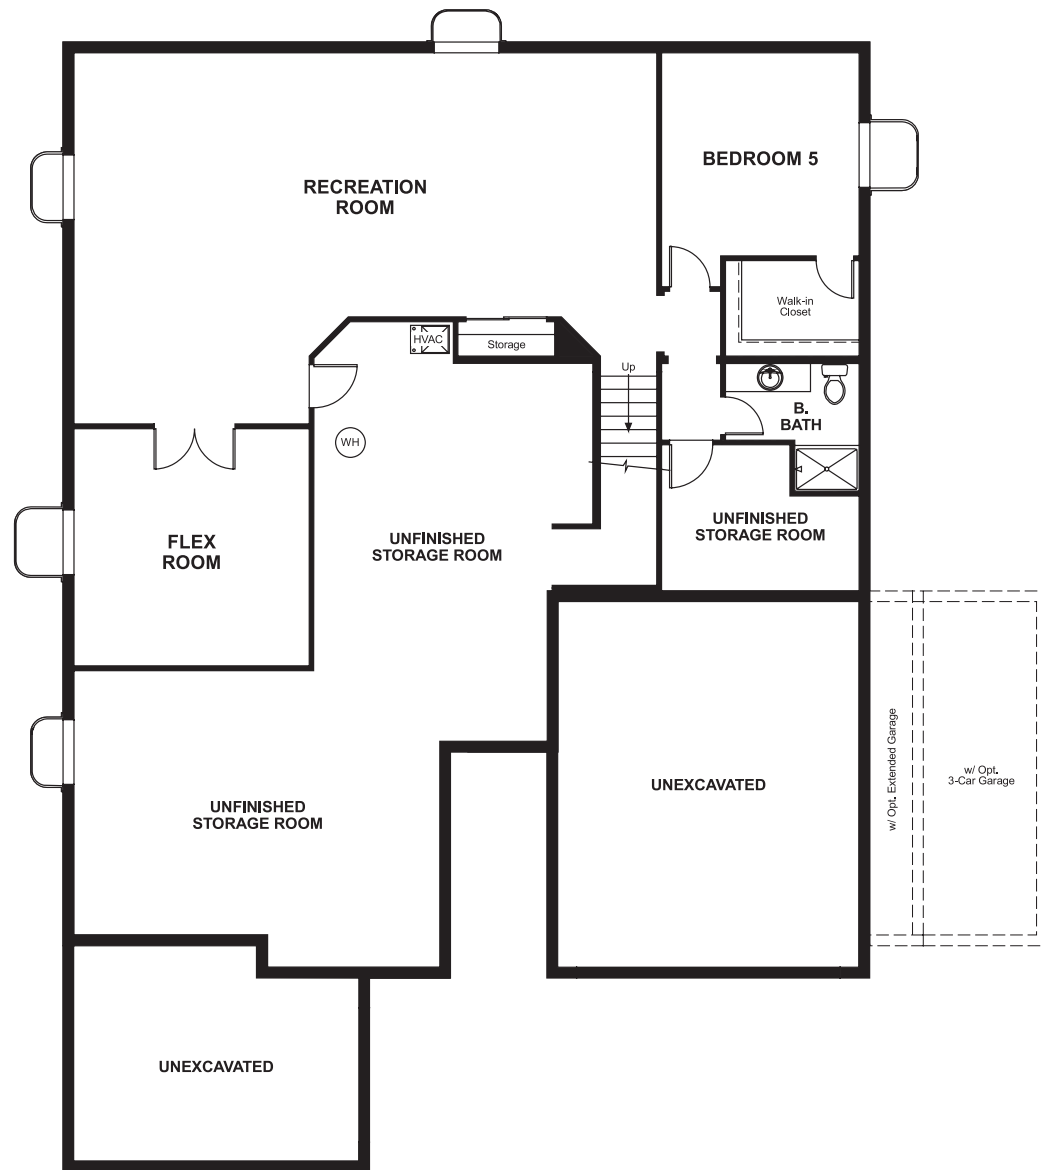 RECREATION
ROOM
BEDROOM 5
Walk-in
Closet
HVAC
Storage
Up
B.
BATH
WH
FLEX
ROOM
UNFINISHED
STORAGE ROOM
UNFINISHED
STORAGE ROOM
UNFINISHED
STORAGE ROOM
UNEXCAVATED
w/ Opt. Extended Garage
w/ Opt.
3-Car Garage
UNEXCAVATED